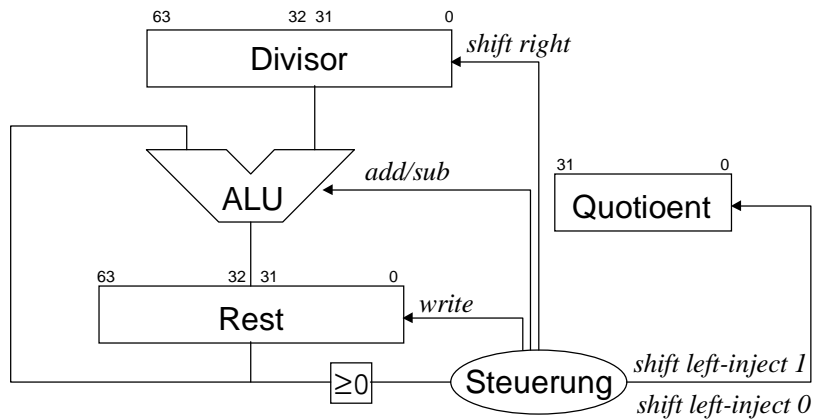 63 32 31 0
Divisor
shift right
ALU
add/sub
31 0
Quotioent
63 32 31 0
Rest
write
≥0
Steuerung
shift left-inject 1
shift left-inject 0